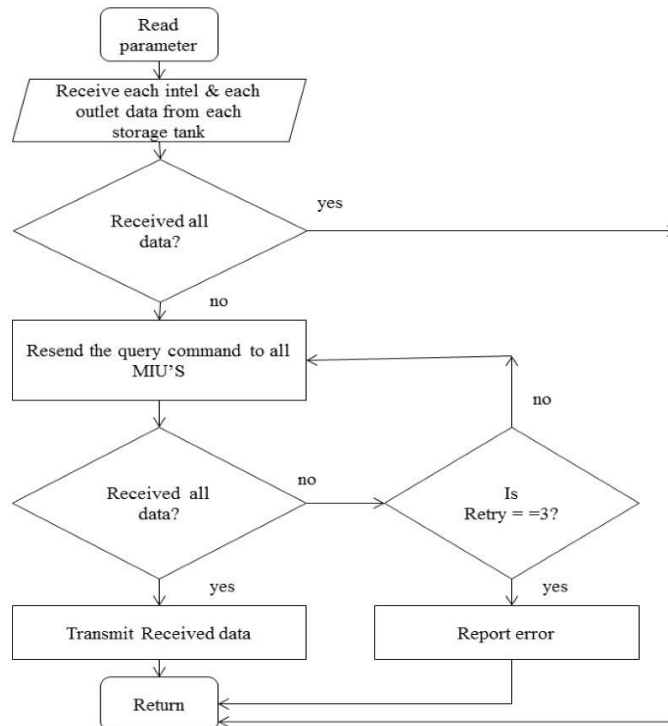 Read
parameter
Receive each intel & each
outlet data from each
storage tank
Received all
data?
yes
no
Resend the query command to all
MIU'S
no
Received all
data?
no
Is
Retry = =3?
yes
yes
Transmit Received data
Report error
Return